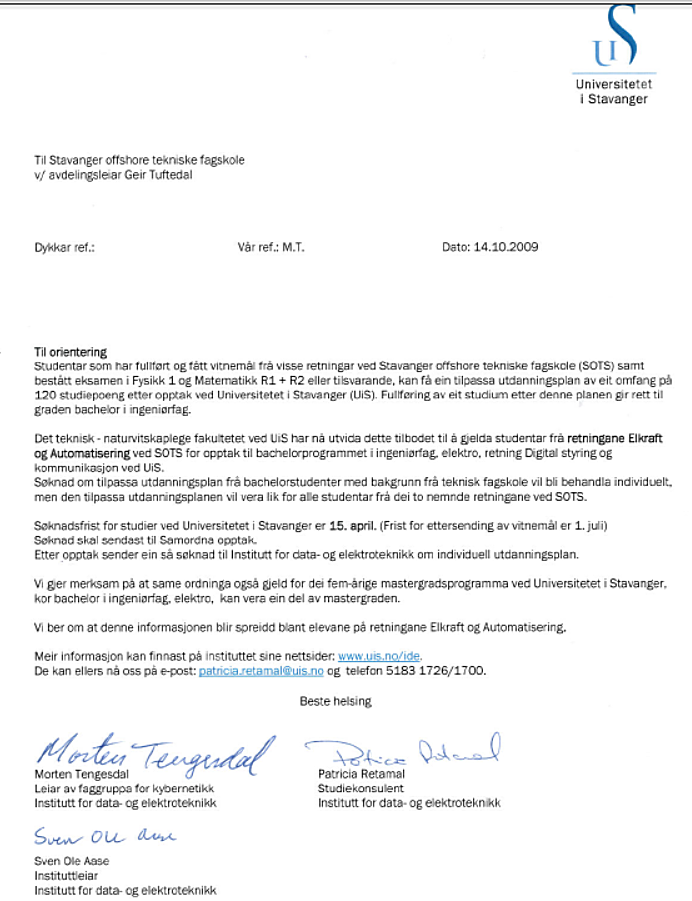 US
Universitetet
i Stavanger
Til Stavanger offshore tekniske fagskole
v/ avdelingsleiar Geir Tuftedal
Dykkar ref.: Vår ref.: M.T. Dato: 14.10.2009
Til orientering
Studentar som har fullført og fått vitnemål frå visse retningar ved Stavanger offshore tekniske fagskole (SOTS) samt
bestått eksamen i Fysikk 1 og Matematikk R1 + R2 eller tilsvarande, kan få ein tilpassa utdanningsplan av eit omfang på
120 studiepoeng etter opptak ved Universitetet i Stavanger (UiS). Fullføring av eit studium etter denne planen gir rett til
graden bachelor i ingeniørfag.
Det teknisk - naturvitskaplege fakultetet ved UiS har nå utvida dette tilbodet til å gjelda studentar frå retningane Elkraft
og Automatisering ved SOTS for opptak til bachelorprogrammet i ingeniørfag, elektro, retning Digital styring og
kommunikasjon ved UiS.
Søknad om tilpassa utdanningsplan frå bachelorstudenter med bakgrunn frå teknisk fagskole vil bli behandla individuelt,
men den tilpassa utdanningsplanen vil vera lik for alle studentar frå dei to nemnde retningane ved SOTS.
Søknadsfrist for studier ved Universitetet i Stavanger er 15. april. (Frist for ettersending av vitnemål er 1. juli)
Søknad skal sendast til Samordna opptak.
Etter opptak sender ein så søknad til Institutt for data- og elektroteknikk om individuell utdanningsplan.
Vi gjer merksam på at same ordninga også gjeld for dei fem-årige mastergradsprogramma ved Universitetet i Stavanger,
kor bachelor i ingeniørfag, elektro, kan vera ein del av mastergraden.
Vi ber om at denne informasjonen blir spreidd blant elevane på retningane Elkraft og Automatisering.
Meir informasjon kan finnast på instituttet sine nettsider: www.uis.no/ide.
De kan ellers nå oss på e-post: patricia.retamal@uis.no og telefon 5183 1726/1700.
Beste helsing
Morten Tengesdal Patricia Retamal
Morten Tengesdal Patricia Retamal
Leiar av faggruppa for kybernetikk Studiekonsulent
Institutt for data- og elektroteknikk Institutt for data- og elektroteknikk
Sven Ole Aase
Sven Ole Aase
Instituttleiar
Institutt for data- og elektroteknikk